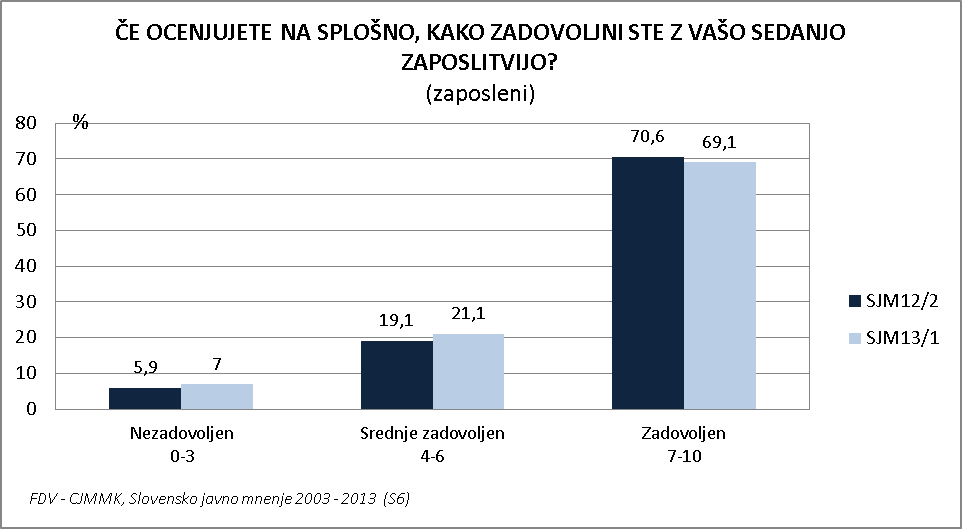 ČE OCENJUJETE NA SPLOŠNO, KAKO ZADOVOLJNI STE Z VAŠO SEDANJO
ZAPOSLITVIJO?
(zaposleni)
%
80
70
60
50
40
30
20
10
0
5,9
7
19,1
21,1
70,6
69,1
Nezadovoljen
0-3
Srednje zadovoljen
4-6
Zadovoljen
7-10
SJM12/2
SJM13/1
FDV - CJMMK, Slovensko javno mnenje 2003 - 2013 (S6)